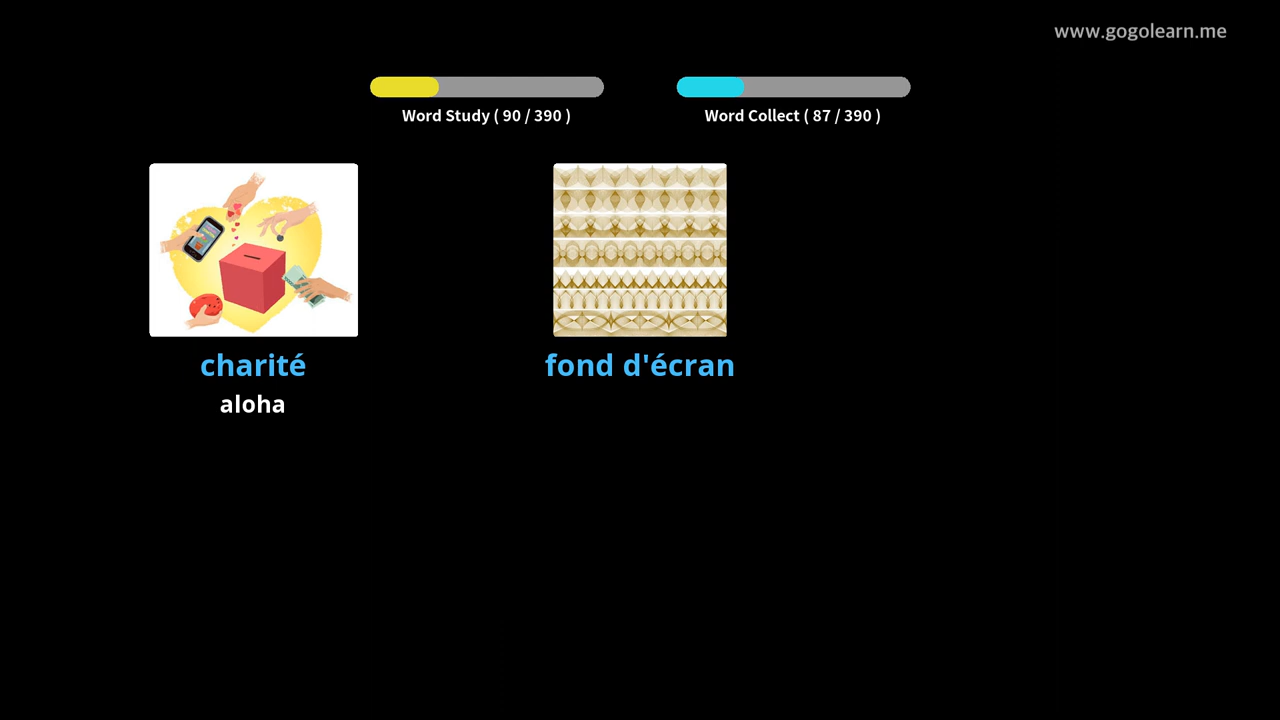 www.gogolearn.me
Word Study ( 90 / 390 )
Word Collect ( 87 / 390 )
charité
aloha
fond d'écran